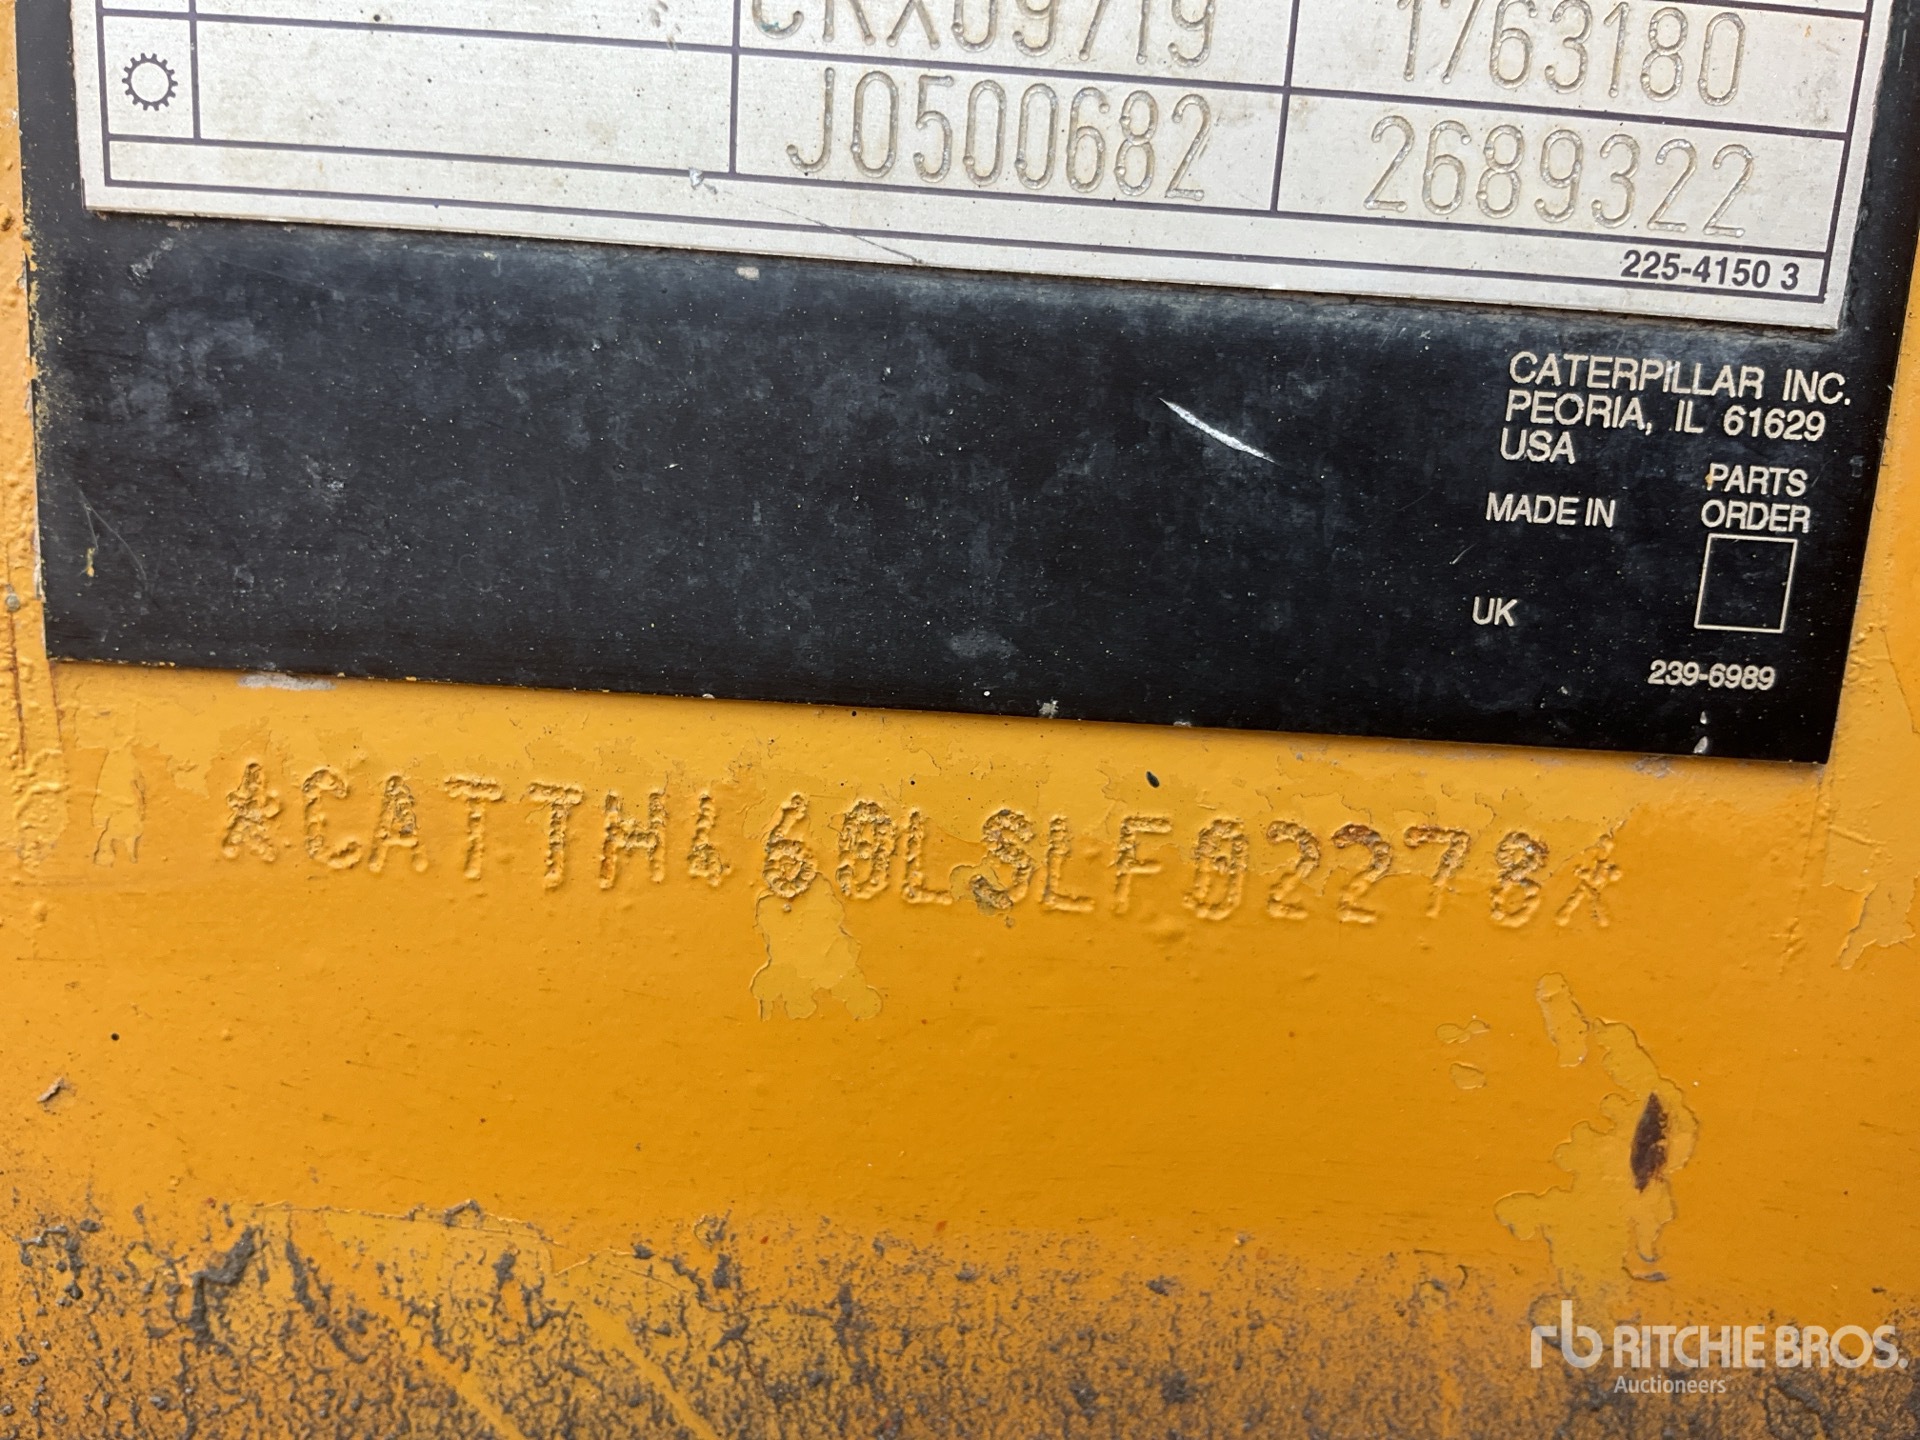 CRX09719 1763180
J0500682 2689322
225-4150 3
CATERPILLAR INC.
PEORIA, IL 61629
USA
MADE IN
PARTS
ORDER
UK
239-6989
*CATTH460LSLF02278*
RITCHIE BROS.
Auctioneers